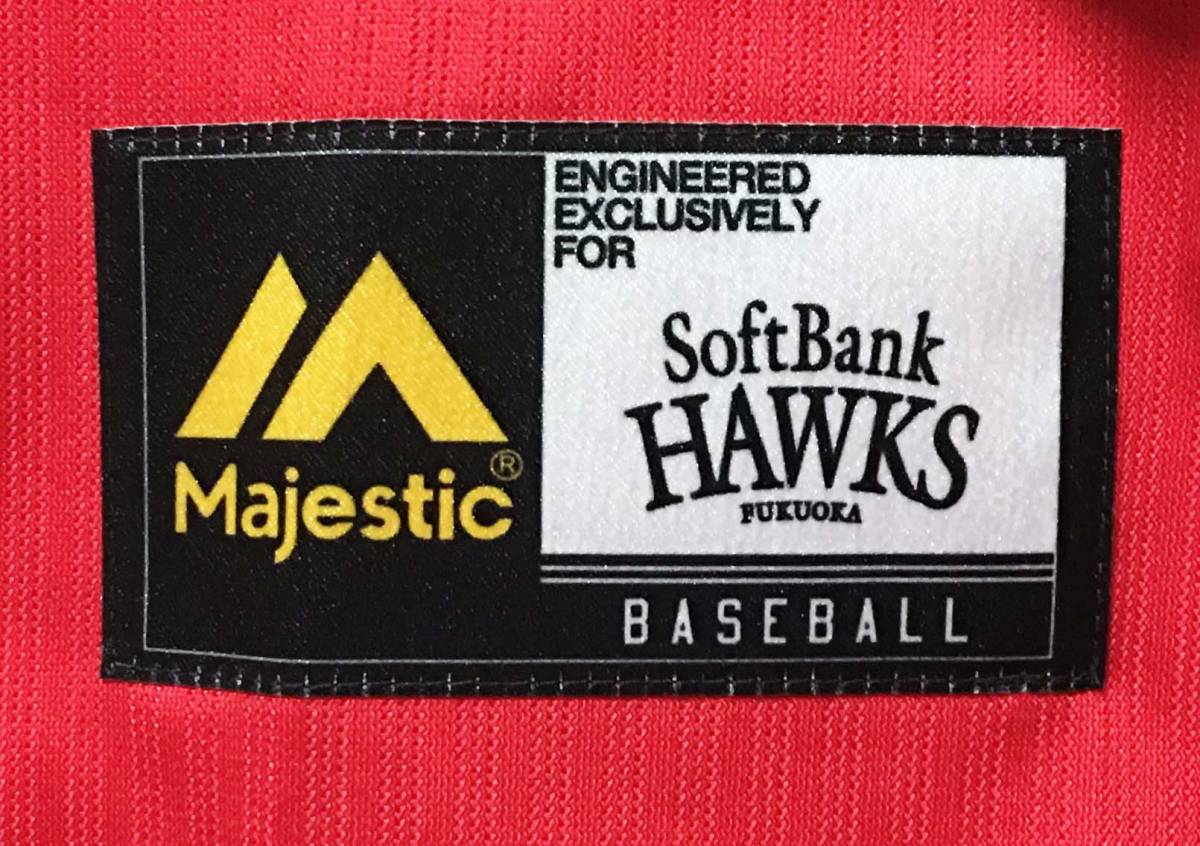 Majestic®
ENGINEERED
EXCLUSIVELY
FOR
SoftBank
HAWKS
FUKUOKA
BASEBALL